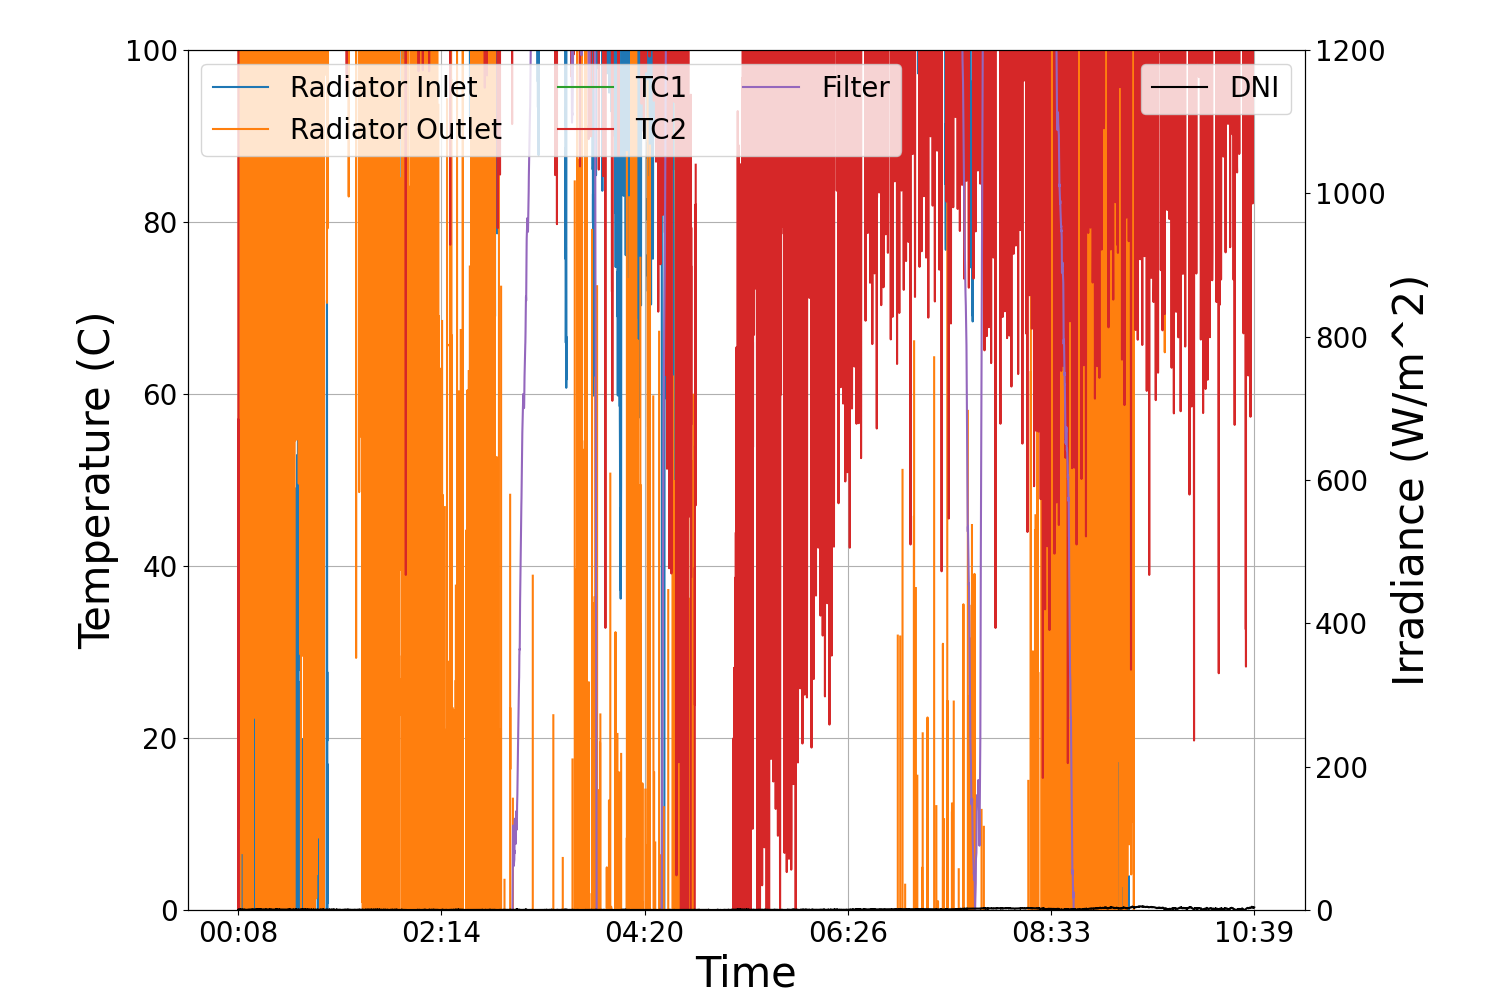 100
80
60
40
20
0
Temperature (C)
Radiator Inlet
Radiator Outlet
TC1
TC2
Filter
DNI
1200
1000
800
600
400
200
0
Irradiance (W/m^2)
00:08 02:14 04:20 06:26 08:33 10:39
Time